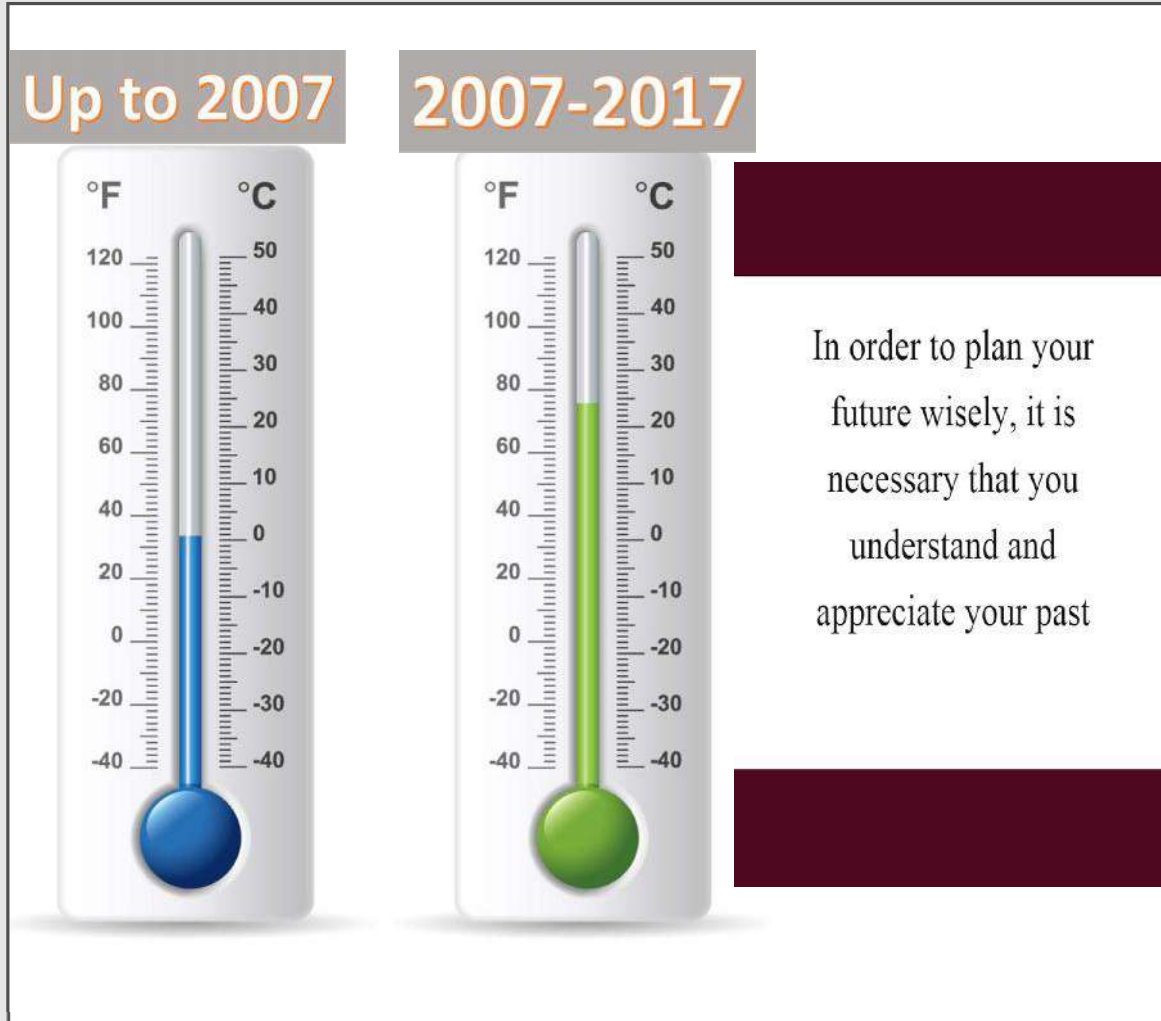 Up to 2007
°F °C
120 50
100 40
80 30
60 20
40 10
20 0
0 -10
-20 -20
-40 -30
-40
2007-2017
°F °C
120 50
100 40
80 30
60 20
40 10
20 0
0 -10
-20 -20
-40 -30
-40
In order to plan your
future wisely, it is
necessary that you
understand and
appreciate your past